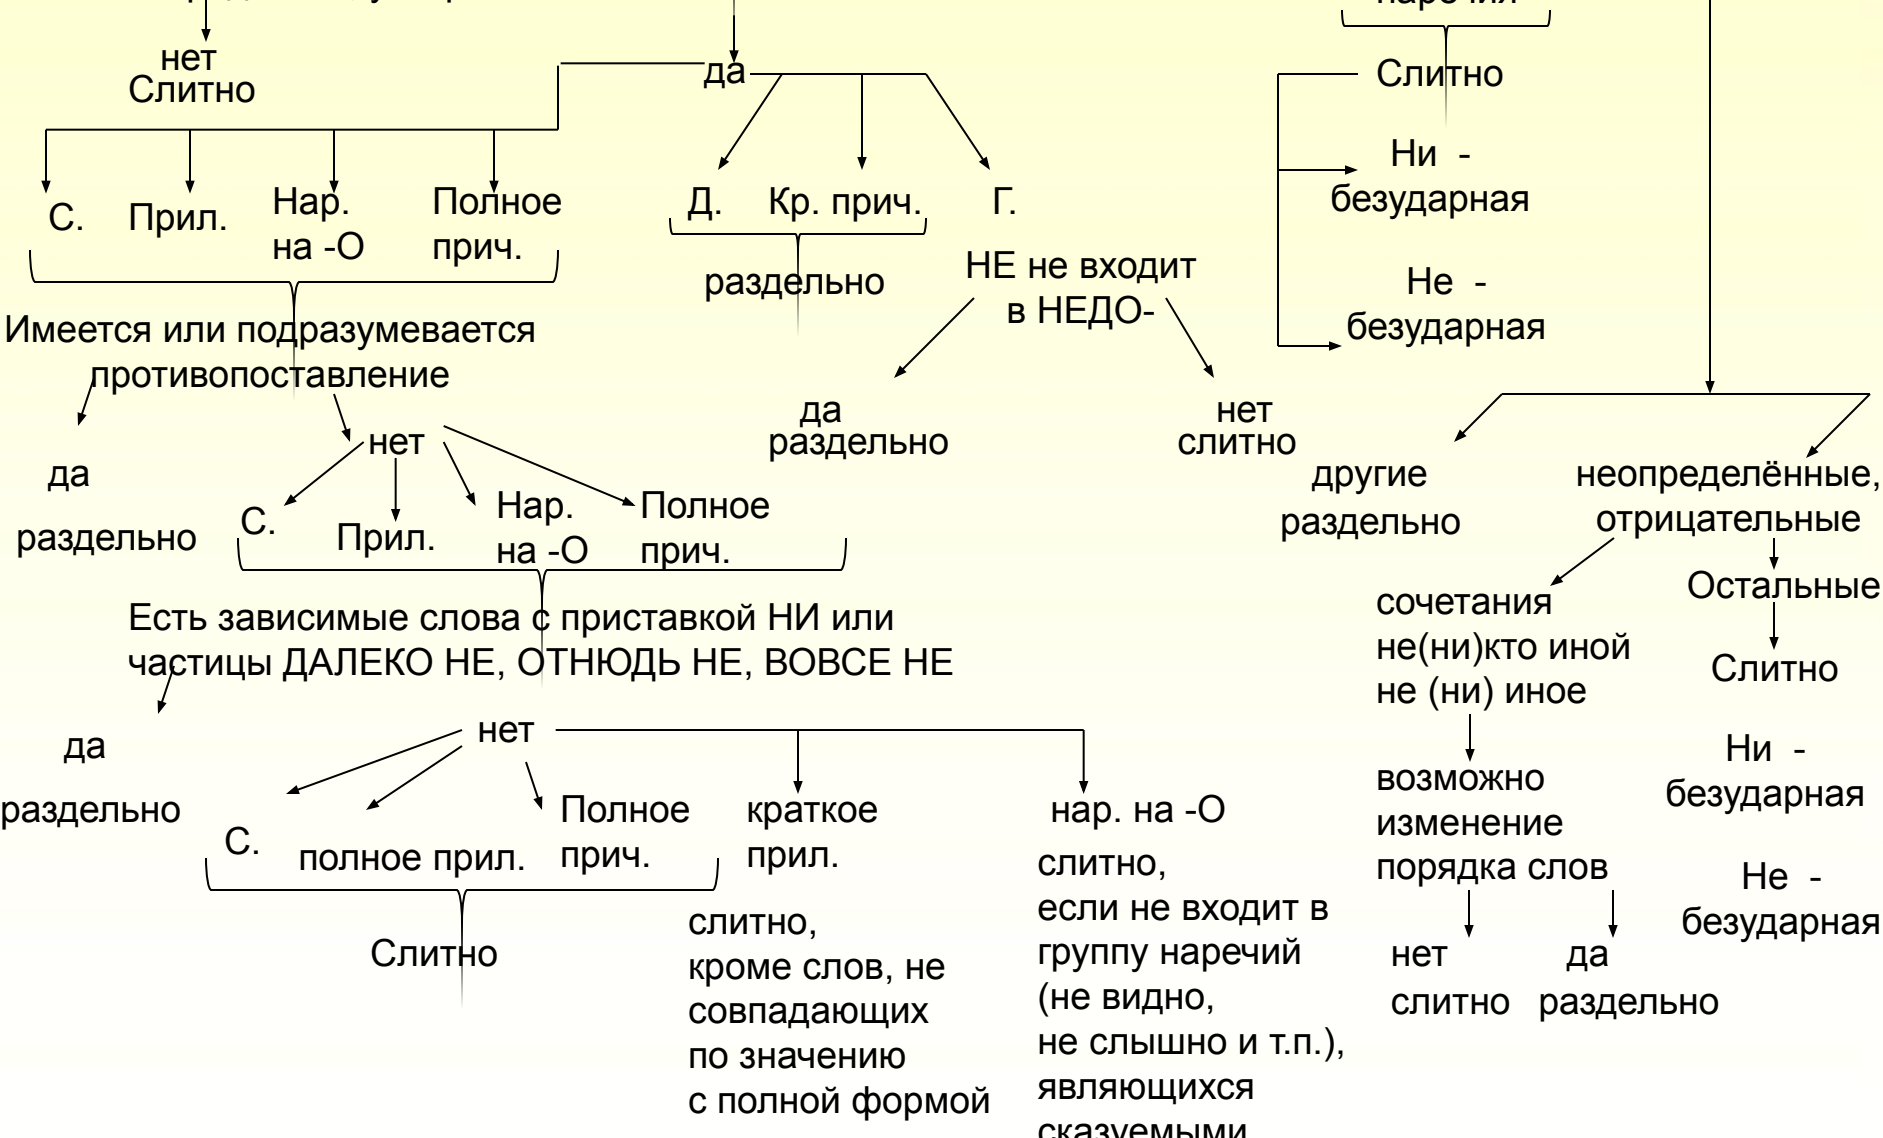 наречия
нет
Слитно
да
Слитно
С.
Прил.
Нар.
на -О
Полное
прич.
Д.
Кр. прич.
Г.
Ни -
безударная
раздельно
НЕ не входит
в НЕДО-
Не -
безударная
Имеется или подразумевается
противопоставление
да
раздельно
нет
слитно
нет
да
раздельно
С.
Прил.
Нар.
на -О
Полное
прич.
другие
раздельно
неопределённые,
отрицательные
Есть зависимые слова с приставкой НИ или
частицы ДАЛЕКО НЕ, ОТНЮДЬ НЕ, ВОВСЕ НЕ
сочетания
не(ни)кто иной
не (ни) иное
Остальные
Слитно
да
раздельно
нет
С.
полное прил.
Полное
прич.
Слитно
краткое
прил.
слитно,
кроме слов, не
совпадающих
по значению
с полной формой
нар. на -О
слитно,
если не входит в
группу наречий
(не видно,
не слышно и т.п.),
являющихся
сказуемыми
возможно
изменение
порядка слов
нет
слитно
да
раздельно
Ни -
безударная
Не -
безударная